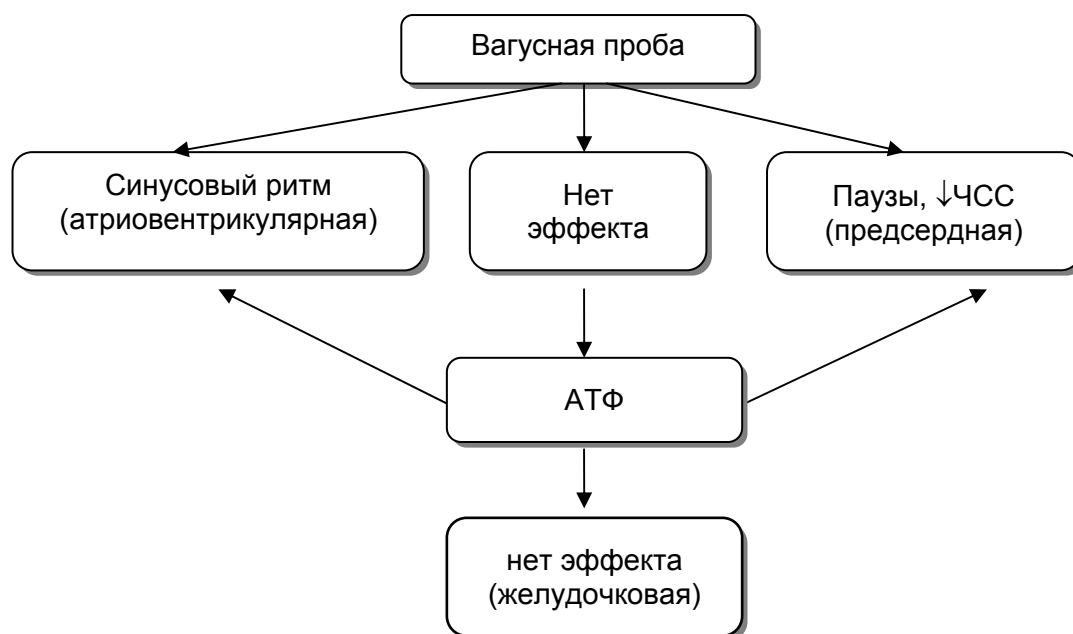 Вагусная проба
Синусовый ритм
(атриовентрикулярная)
Нет
эффекта
Паузы, ↓ЧСС
(предсердная)
АТФ
нет эффекта
(желудочковая)